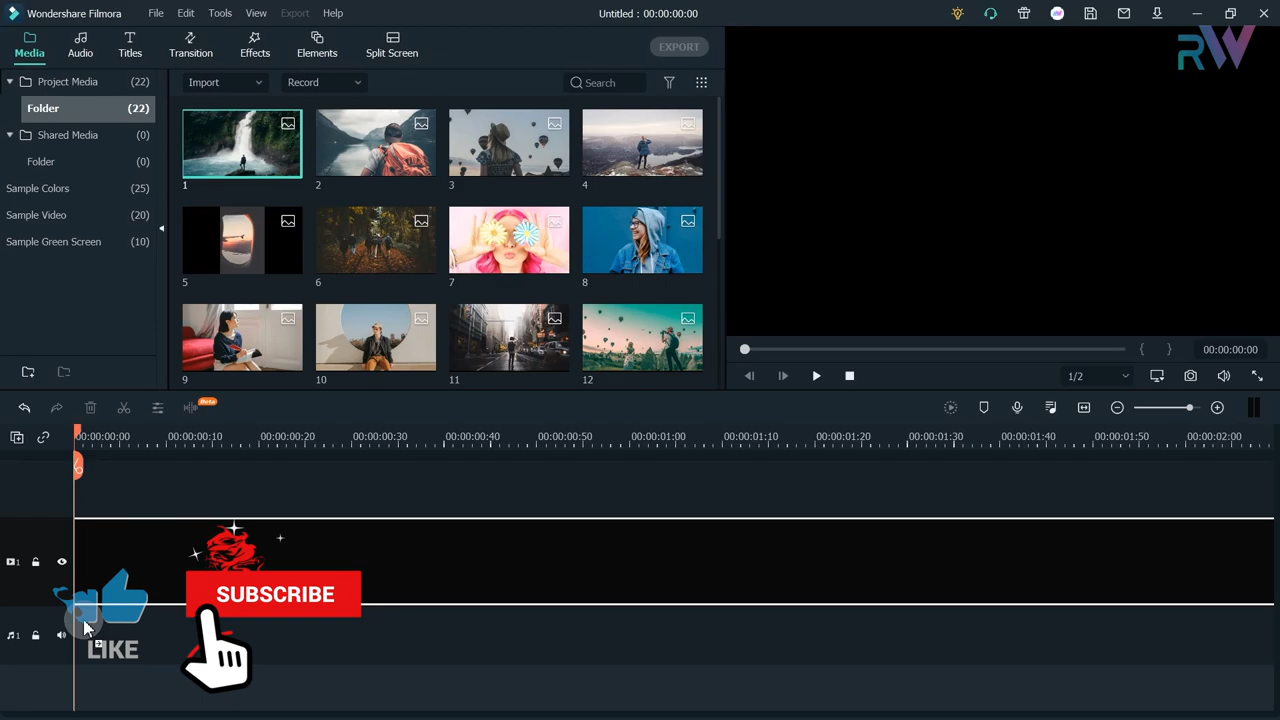 Wondershare Filmora
File Edit Tools View Export Help
Untitled : 00:00:00:00
Media Audio Titles Transition Effects Elements Split Screen
EXPORT
RW
Project Media (22)
Folder (22)
Shared Media (0)
Folder (0)
Sample Colors (25)
Sample Video (20)
Sample Green Screen (10)
Import Record Search
1 2 3 4
5 6 7 8
9 10 11 12
00:00:00:00
1/2
Beta
00:00:00:00 00:00:00:10 00:00:00:20 00:00:00:30 00:00:00:40 00:00:00:50 00:00:01:00 00:00:01:10 00:00:01:20 00:00:01:30 00:00:01:40 00:00:01:50 00:00:02:00
1
SUBSCRIBE
1
LIKE